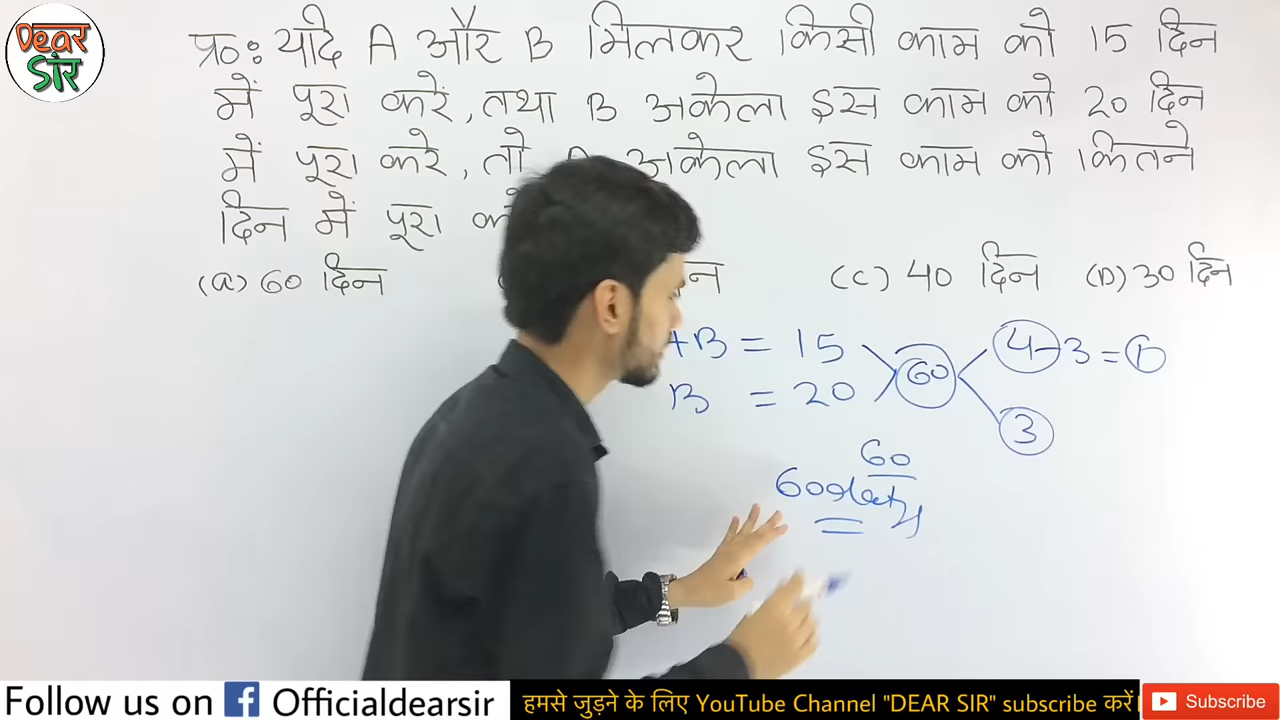 Dear
Sir
प्र०: यदि A और B मिलकर किसी काम को 15 दिन
में पूरा करें, तथा B अकेला इस काम को 20 दिन
में पूरा करे, तो अकेला इस काम को कितने
दिन में पूरा
(a) 60 दिन (C) 40 दिन (D) 30 दिन
+B = 15 60 4-3 = 1
B = 20 3
60
60 days
Follow us on f Officialdearsir
हमसे जुड़ने के लिए YouTube Channel "DEAR SIR" subscribe करें।
Subscribe